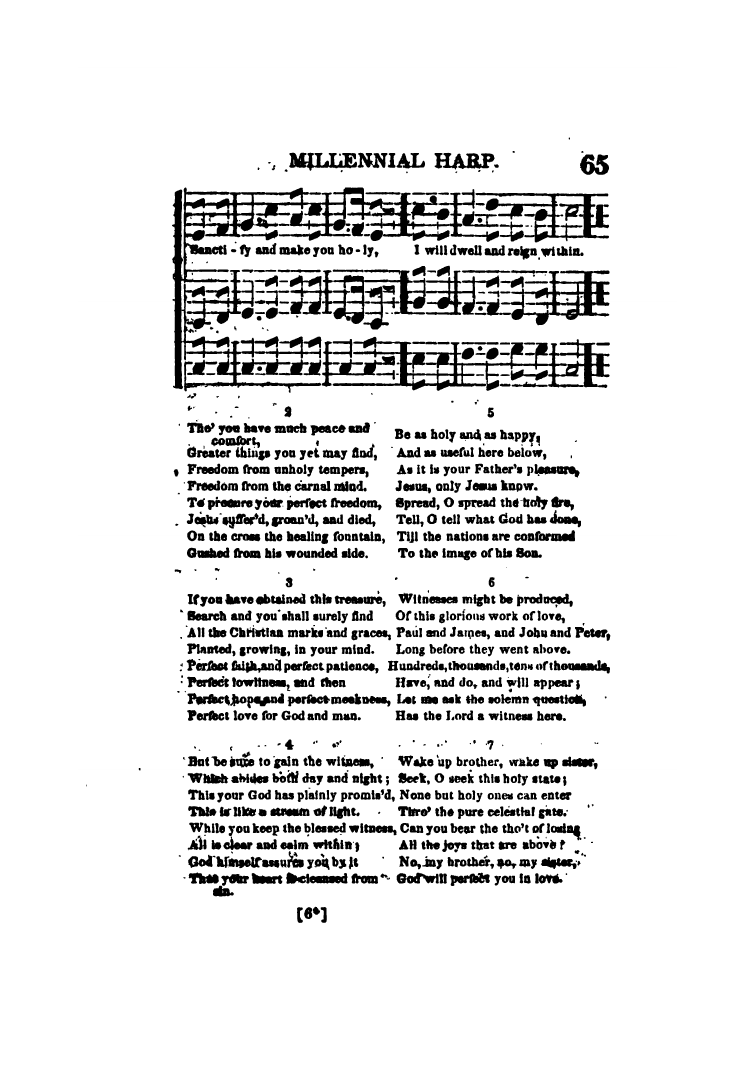 MILLENNIAL HARP. 65
Sancti - fy and make you ho - ly, I will dwell and reign within.
2
Tho' you have much peace and
comfort,
Greater things you yet may find,
Freedom from unholy tempers,
Freedom from the carnal mind.
To procure your perfect freedom,
Jesus suffer'd, groan'd, and died,
On the cross the healing fountain,
Gushed from his wounded side.
3
If you have obtained this treasure,
Search and you shall surely find
All the Christian marks and graces,
Planted, growing, in your mind.
Perfect faith, and perfect patience,
Perfect lowliness, and then
Perfect hope, and perfect meekness,
Perfect love for God and man.
4
But be sure to gain the witness,
Which abides both day and night;
This your God has plainly promis'd,
This is like a stream of light.
While you keep the blessed witness,
All is clear and calm within;
God himself assures you by it
That your heart is cleansed from
sin.
5
Be as holy and as happy,
And as useful here below,
As it is your Father's pleasure,
Jesus, only Jesus know.
Spread, O spread the holy fire,
Tell, O tell what God has done,
Till the nations are conformed
To the image of his Son.
6
Witnesses might be produced,
Of this glorious work of love,
Paul and James, and John and Peter,
Long before they went above.
Hundreds, thousands, tens of thousands,
Have, and do, and will appear;
Let me ask the solemn question,
Has the Lord a witness here.
7
Wake up brother, wake up sister,
Seek, O seek this holy state;
None but holy ones can enter
Thro' the pure celestial gate.
Can you bear the tho't of losing
All the joys that are above?
No, my brother, no, my sister,
God will perfect you in love.
[6*]